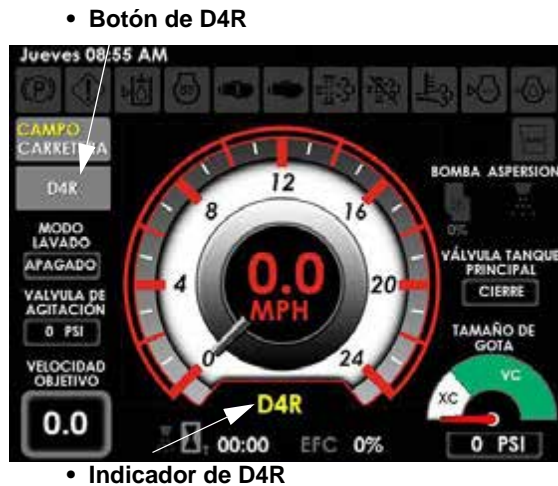 • Botón de D4R
Jueves 08:55 AM
CAMPO
CARRETERA
D4R
MODO
LAVADO
APAGADO
VALVULA DE
AGITACIÓN
0 PSI
VELOCIDAD
OBJETIVO
0.0
0
4
8
12
16
20
24
0.0
MPH
D4R
00:00
EFC 0%
BOMBA ASPERSION
0%
VÁLVULA TANQUE
PRINCIPAL
CIERRE
TAMAÑO DE
GOTA
XC
VC
0 PSI
• Indicador de D4R